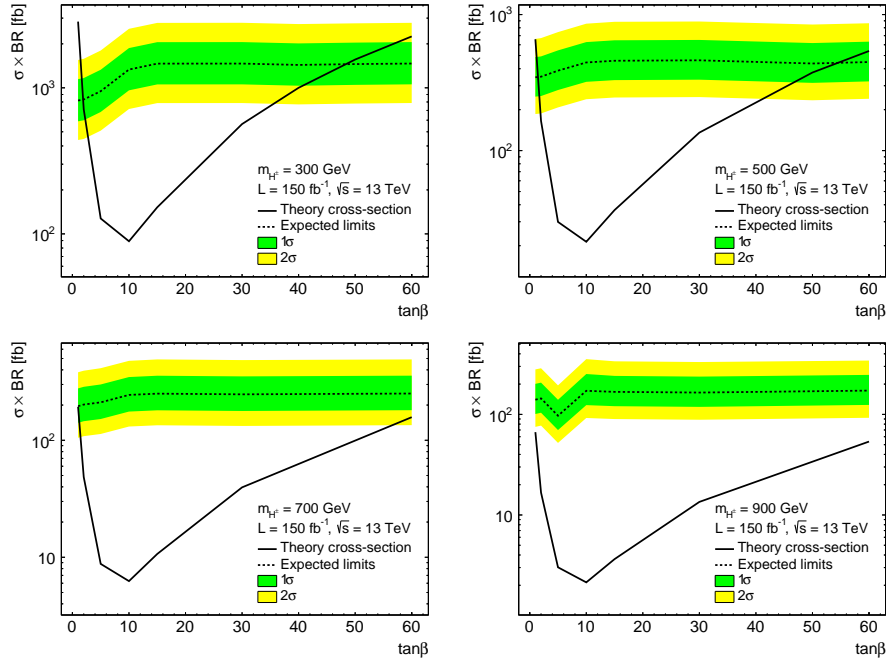 σ × BR [fb]
10³
10²
m_H± = 300 GeV
L = 150 fb⁻¹, √s = 13 TeV
Theory cross-section
Expected limits
1σ
2σ
0 10 20 30 40 50 60
tanβ
σ × BR [fb]
10³
10²
m_H± = 500 GeV
L = 150 fb⁻¹, √s = 13 TeV
Theory cross-section
Expected limits
1σ
2σ
0 10 20 30 40 50 60
tanβ
σ × BR [fb]
10²
10
m_H± = 700 GeV
L = 150 fb⁻¹, √s = 13 TeV
Theory cross-section
Expected limits
1σ
2σ
0 10 20 30 40 50 60
tanβ
σ × BR [fb]
10²
10
m_H± = 900 GeV
L = 150 fb⁻¹, √s = 13 TeV
Theory cross-section
Expected limits
1σ
2σ
0 10 20 30 40 50 60
tanβ